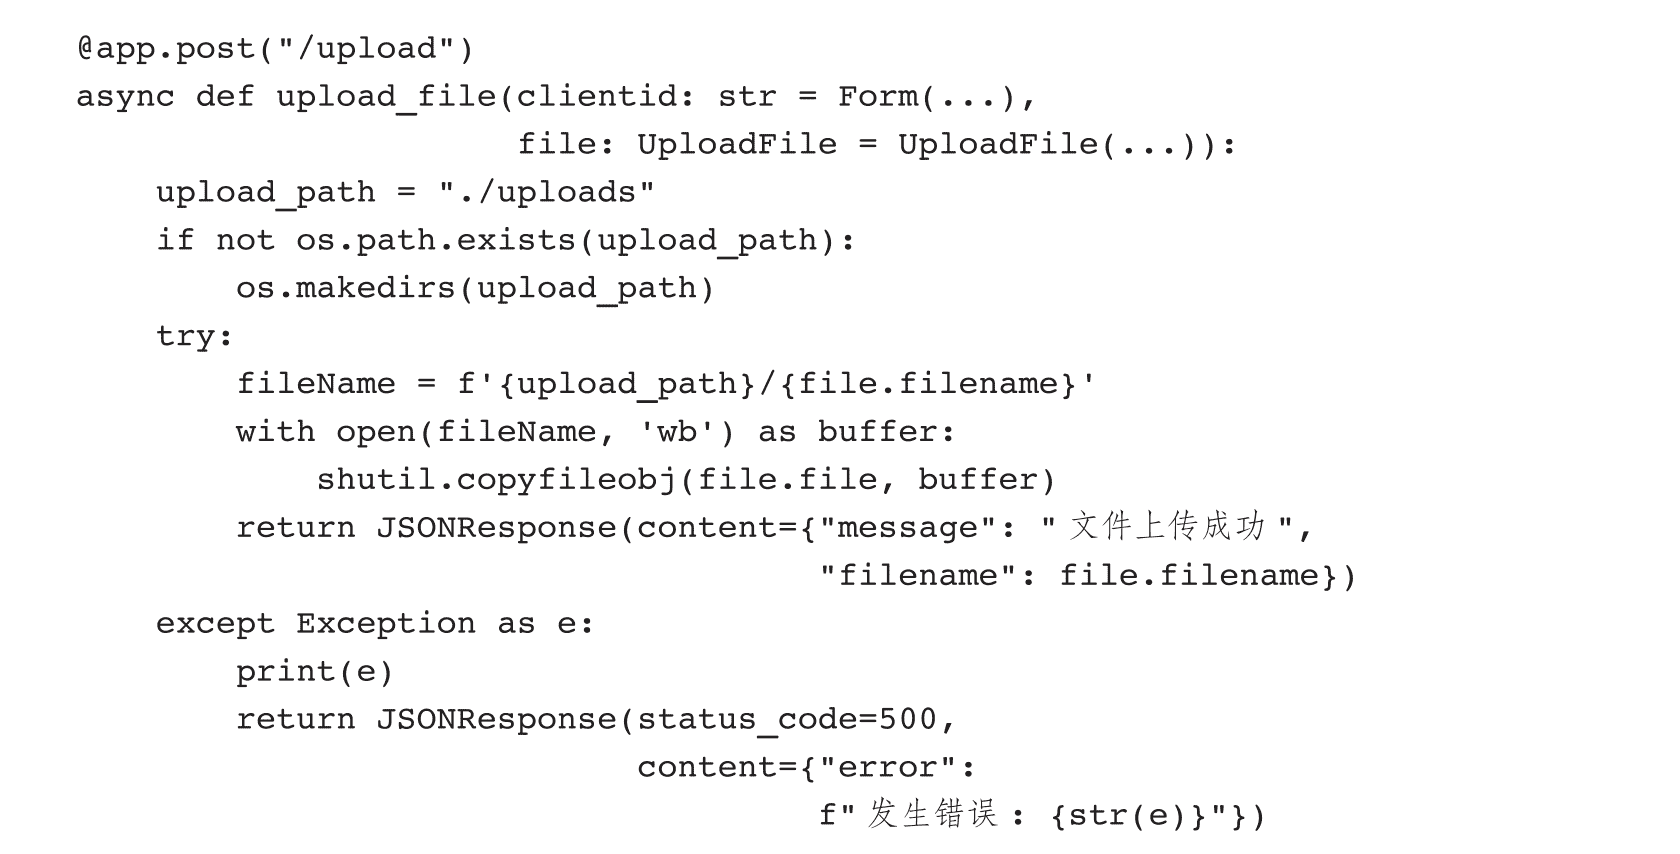 @app.post("/upload")
async def upload_file(clientid: str = Form(...),
                      file: UploadFile = UploadFile(...)):
    upload_path = "./uploads"
    if not os.path.exists(upload_path):
        os.makedirs(upload_path)
    try:
        fileName = f'{upload_path}/{file.filename}'
        with open(fileName, 'wb') as buffer:
            shutil.copyfileobj(file.file, buffer)
        return JSONResponse(content={"message": "文件上传成功",
                                     "filename": file.filename})
    except Exception as e:
        print(e)
        return JSONResponse(status_code=500,
                            content={"error":
                                     f"发生错误: {str(e)}"})